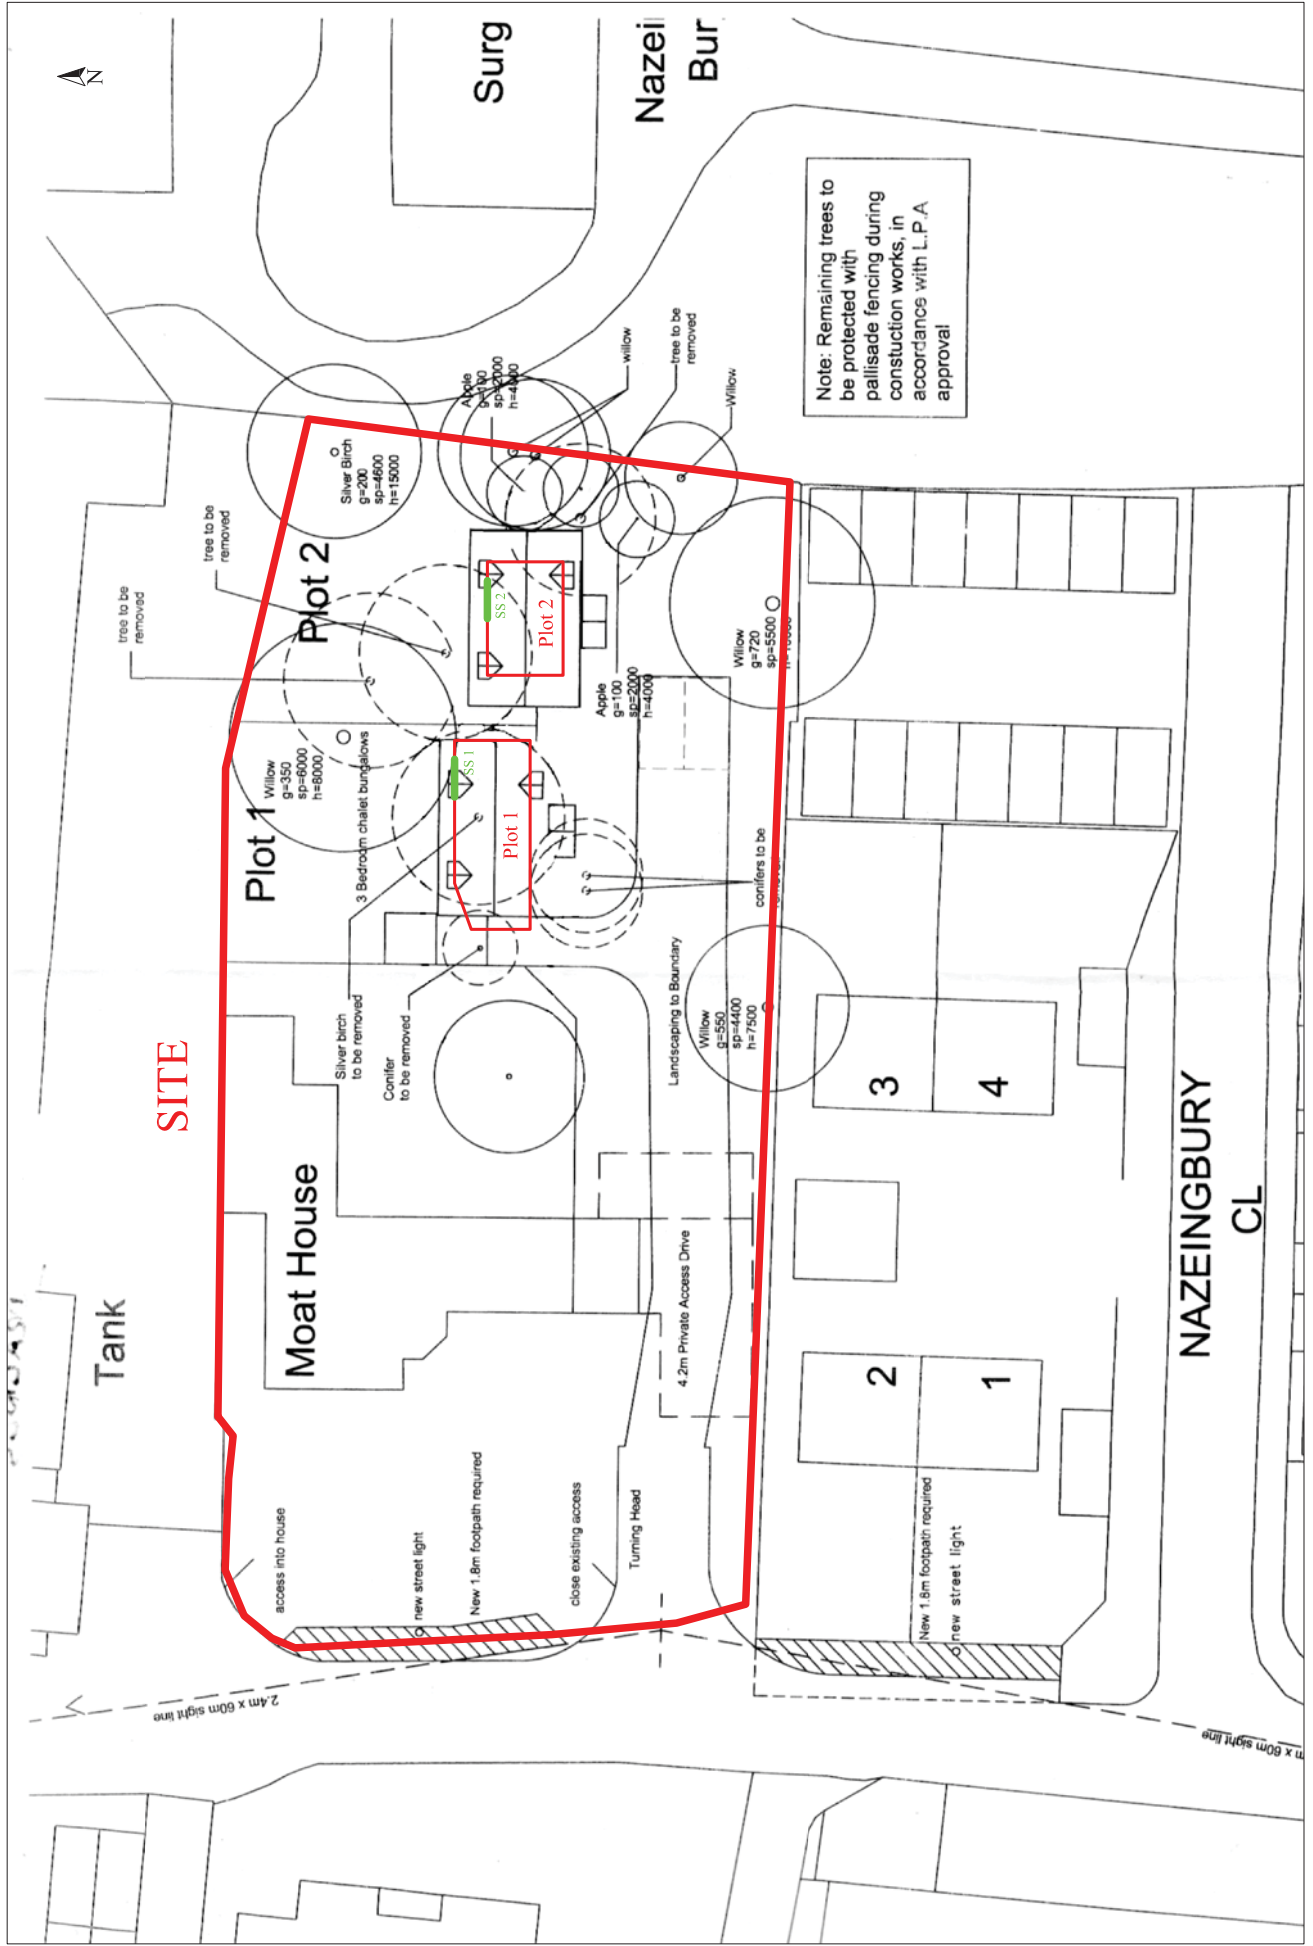 N
Surg
Nazei
Bur
Note: Remaining trees to
be protected with
pallisade fencing during
constuction works, in
accordance with L.P.A
approval
tree to be
removed
tree to be
removed
Silver Birch
g=200
sp=4600
h=15000
Apple
g=100
sp=2000
h=4000
willow
tree to be
removed
Willow
Plot 2
SS 2
Plot 2
Willow
g=720
sp=5500
Apple
g=100
sp=2000
h=4000
Plot 1
Willow
g=350
sp=6000
h=8000
3 Bedroom chalet bungalows
SS 1
Plot 1
conifers to be
SITE
Silver birch
to be removed
Conifer
to be removed
Landscaping to Boundary
Willow
g=550
sp=4400
h=7500
3
4
Tank
Moat House
4.2m Private Access Drive
2
1
NAZEINGBURY
CL
access into house
new street light
New 1.8m footpath required
close existing access
Turning Head
New 1.8m footpath required
new street light
2.4m x 60m sight line
m x 60m sight line